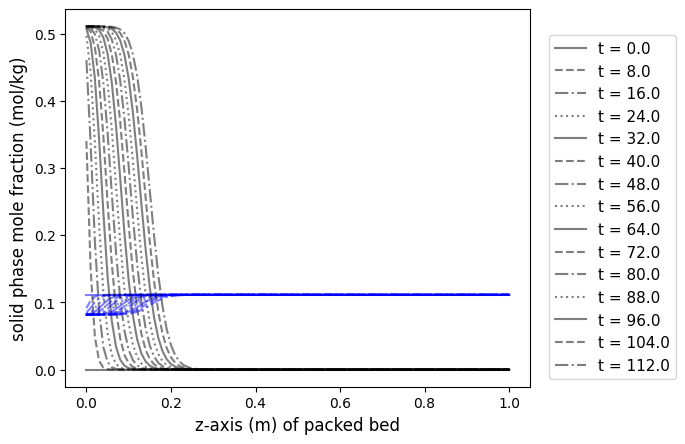 0.5
0.4
0.3
0.2
0.1
0.0
solid phase mole fraction (mol/kg)
0.0 0.2 0.4 0.6 0.8 1.0
z-axis (m) of packed bed
t = 0.0
t = 8.0
t = 16.0
t = 24.0
t = 32.0
t = 40.0
t = 48.0
t = 56.0
t = 64.0
t = 72.0
t = 80.0
t = 88.0
t = 96.0
t = 104.0
t = 112.0